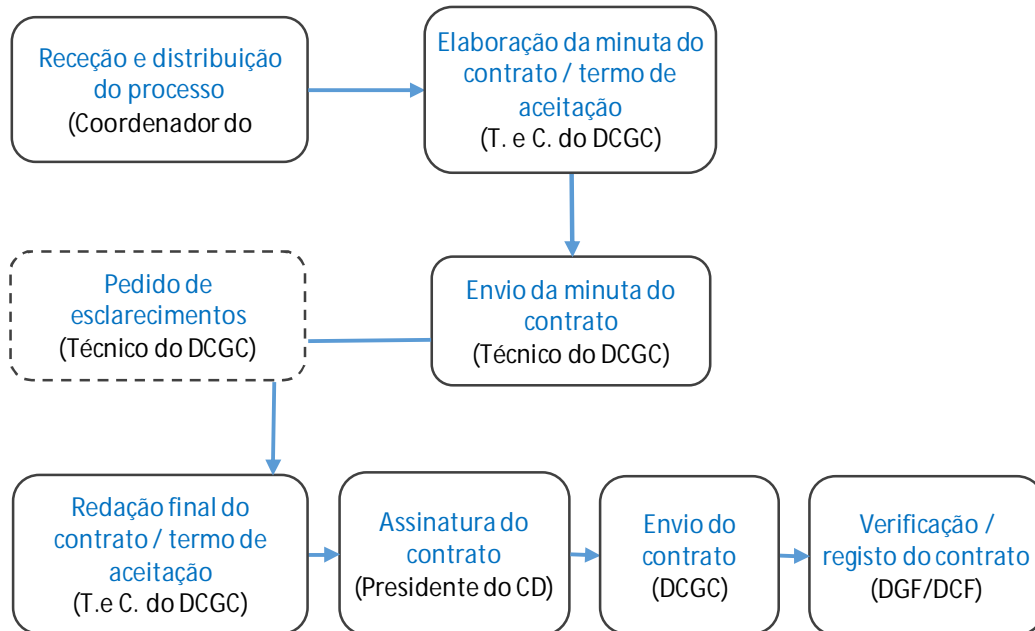 Receção e distribuição
do processo
(Coordenador do
Elaboração da minuta do
contrato / termo de
aceitação
(T. e C. do DCGC)
Pedido de
esclarecimentos
(Técnico do DCGC)
Envio da minuta do
contrato
(Técnico do DCGC)
Redação final do
contrato / termo de
aceitação
(T.e C. do DCGC)
Assinatura do
contrato
(Presidente do CD)
Envio do
contrato
(DCGC)
Verificação /
registo do contrato
(DGF/DCF)